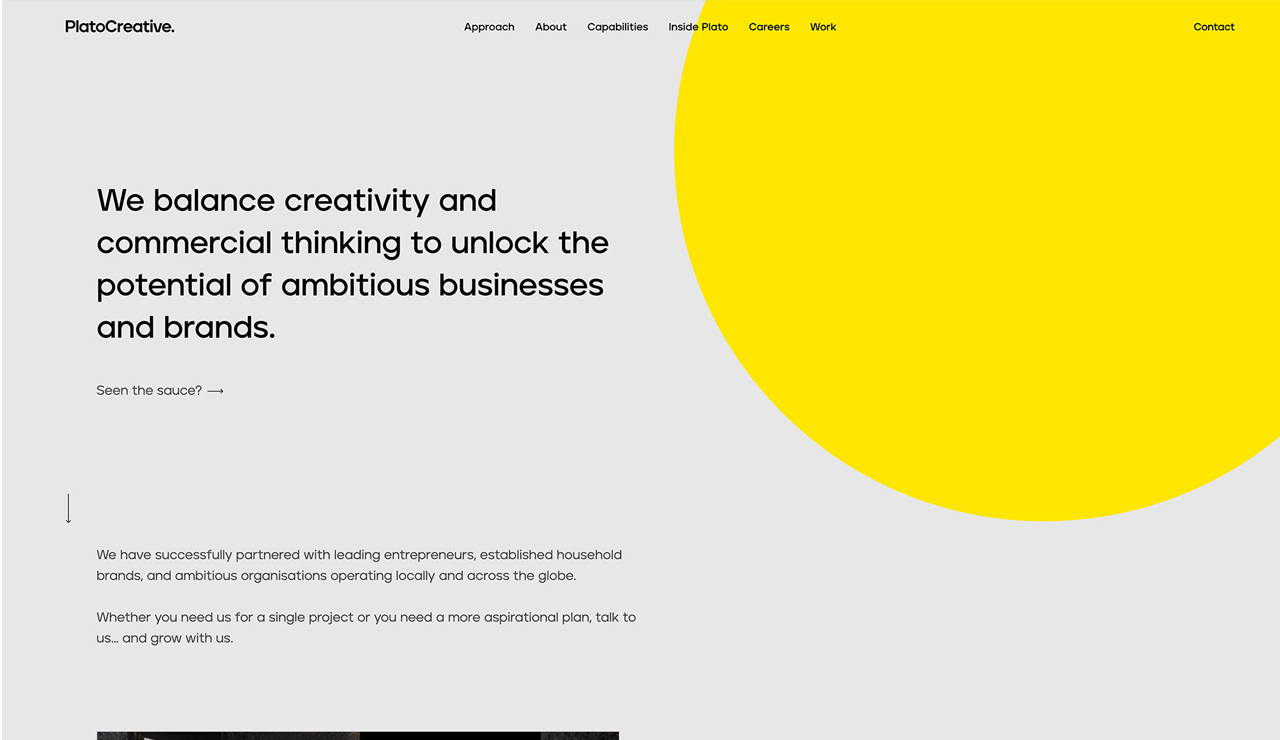 PlatoCreative.
Approach About Capabilities Inside Plato Careers Work
Contact
We balance creativity and
commercial thinking to unlock the
potential of ambitious businesses
and brands.
Seen the sauce? ⟶
We have successfully partnered with leading entrepreneurs, established household
brands, and ambitious organisations operating locally and across the globe.
Whether you need us for a single project or you need a more aspirational plan, talk to
us... and grow with us.